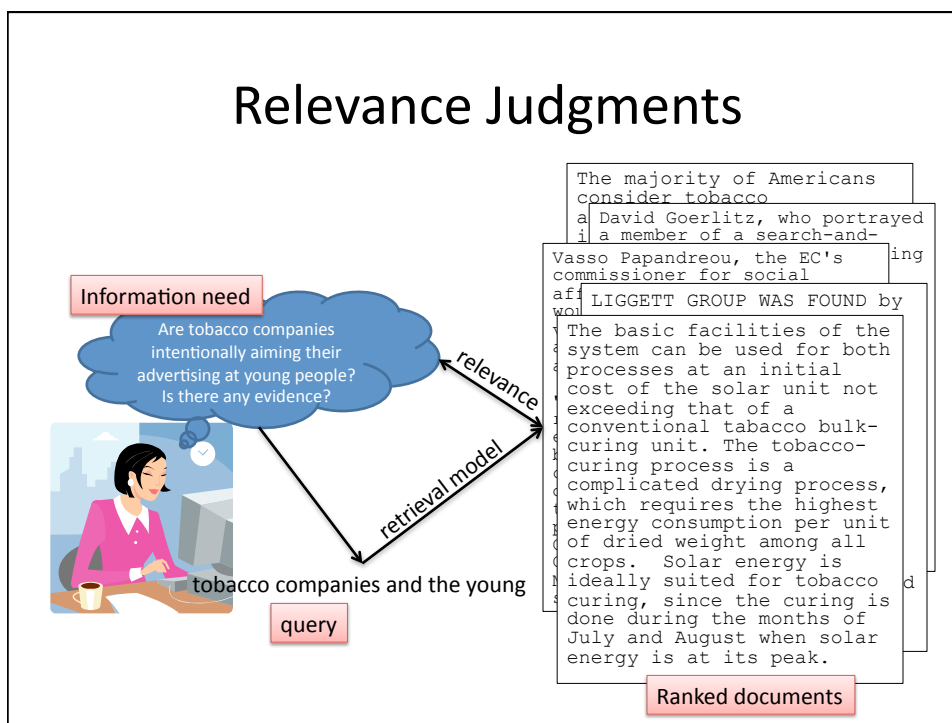 Relevance Judgments
Information need
Are tobacco companies
intentionally aiming their
advertising at young people?
Is there any evidence?
relevance
retrieval model
tobacco companies and the young
query
The majority of Americans
consider tobacco
a
i
David Goerlitz, who portrayed
a member of a search-and-
ing
Vasso Papandreou, the EC's
commissioner for social
aff
wou
LIGGETT GROUP WAS FOUND by
The basic facilities of the
system can be used for both
processes at an initial
cost of the solar unit not
exceeding that of a
conventional tabacco bulk-
curing unit. The tobacco-
curing process is a
complicated drying process,
which requires the highest
energy consumption per unit
of dried weight among all
crops.  Solar energy is
ideally suited for tobacco
curing, since the curing is
done during the months of
July and August when solar
energy is at its peak.
Ranked documents